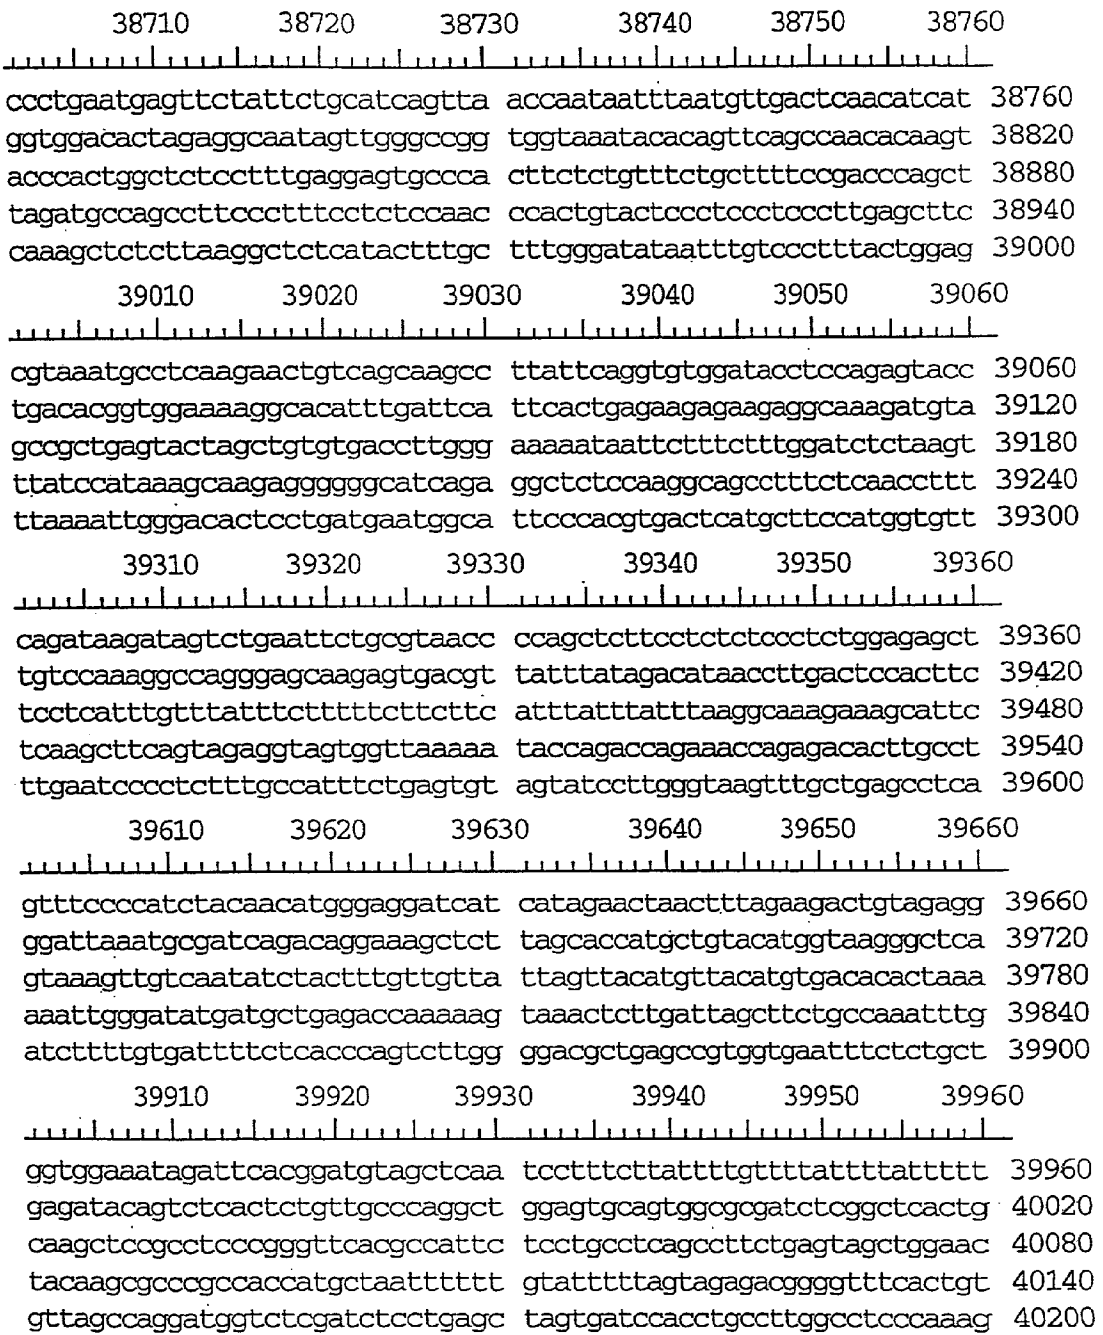 38710 38720 38730 38740 38750 38760
ccctgaatgagttctattctgcatcagtta accaataatttaatgttgactcaacatcat 38760
ggtggacactagaggcaatagttgggccgg tggtaaatacacagttcagccaacacaagt 38820
acccactggctctcctttgaggagtgccca cttctctgtttctgcttttccgacccagct 38880
tagatgccagccttccctttcctctccaac ccactgtactccctccctcccttgagcttc 38940
caaagctctcttaaggctctcatactttgc tttgggatataatttgtccctttactggag 39000
39010 39020 39030 39040 39050 39060
cgtaaatgcctcaagaactgtcagcaagcc ttattcaggtgtggatacctccagagtacc 39060
tgacacggtggaaaaggcacatttgattca ttcactgagaagagaagaggcaaagatgta 39120
gccgctgagtactagctgtgtgaccttggg aaaaataattctttctttggatctctaagt 39180
ttatccataaagcaagaggggggcatcaga ggctctccaaggcagcctttctcaaccttt 39240
ttaaaattgggacactcctgatgaatggca ttcccacgtgactcatgcttccatggtgtt 39300
39310 39320 39330 39340 39350 39360
cagataagatagtctgaattctgcgtaacc ccagctcttcctctctccctctggagagct 39360
tgtccaaaggccagggagcaagagtgacgt tatttatagacataaccttgactccacttc 39420
tcctcatttgtttatttctttttcttcttc atttatttatttaaggcaaagaaagcattc 39480
tcaagcttcagtagaggtagtggttaaaaa taccagaccagaaaccagagacacttgcct 39540
ttgaatcccctctttgccatttctgagtgt agtatccttgggtaagtttgctgagcctca 39600
39610 39620 39630 39640 39650 39660
gtttccccatctacaacatgggaggatcat catagaactaactttagaagactgtagagg 39660
ggattaaatgcgatcagacaggaaagctct tagcaccatgctgtacatggtaagggctca 39720
gtaaagttgtcaatatctactttgttgtta ttagttacatgttacatgtgacacactaaa 39780
aaattgggatatgatgctgagaccaaaaag taaactcttgattagcttctgccaaatttg 39840
atcttttgtgattttctcacccagtcttgg ggacgctgagccgtggtgaatttctctgct 39900
39910 39920 39930 39940 39950 39960
ggtggaaatagattcacggatgtagctcaa tcctttcttattttgttttattttattttt 39960
gagatacagtctcactctgttgcccaggct ggagtgcagtggcgcgatctcggctcactg 40020
caagctccgcctcccgggttcacgccattc tcctgcctcagccttctgagtagctggaac 40080
tacaagcgcccgccaccatgctaatttttt gtatttttagtagagacggggtttcactgt 40140
gttagccaggatggtctcgatctcctgagc tagtgatccacctgccttggcctcccaaag 40200